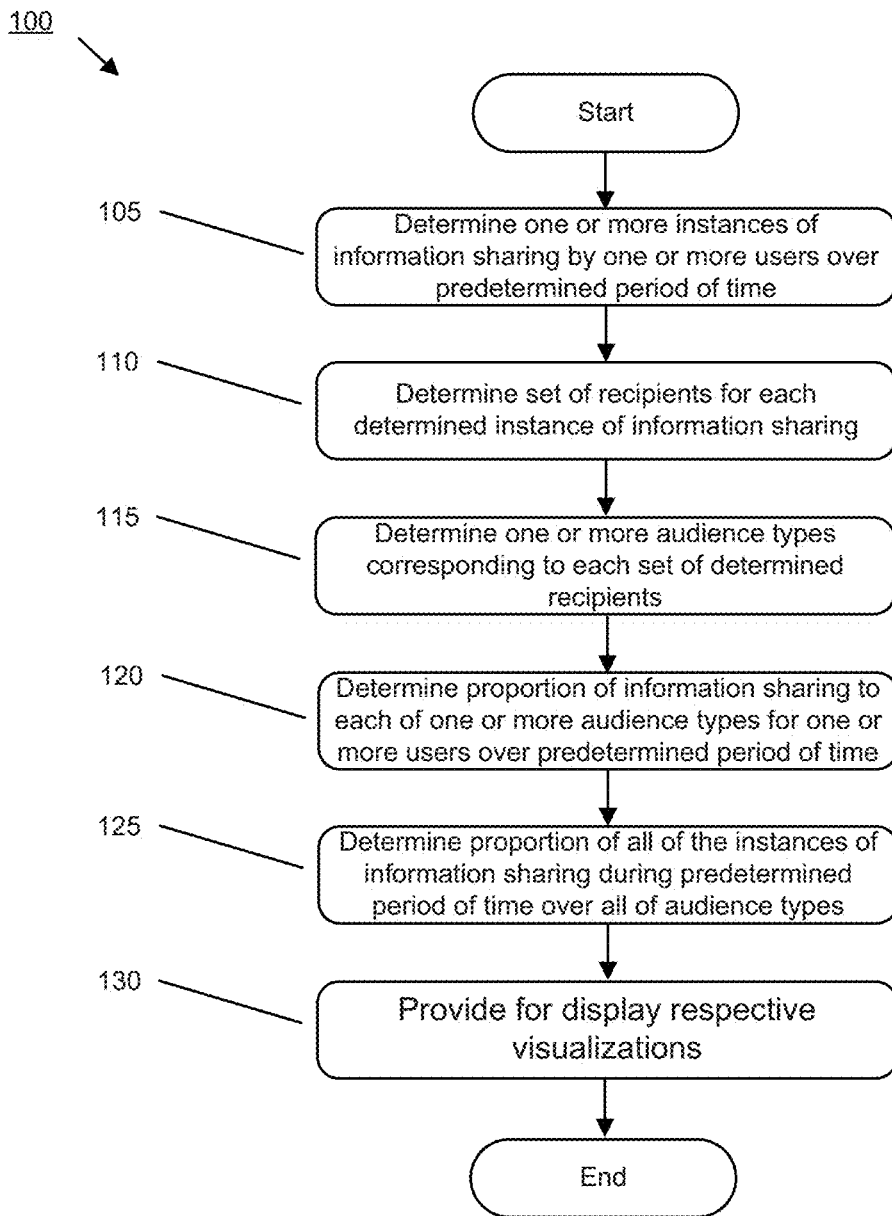 100
Start
105
Determine one or more instances of
information sharing by one or more users over
predetermined period of time
110
Determine set of recipients for each
determined instance of information sharing
115
Determine one or more audience types
corresponding to each set of determined
recipients
120
Determine proportion of information sharing to
each of one or more audience types for one or
more users over predetermined period of time
125
Determine proportion of all of the instances of
information sharing during predetermined
period of time over all of audience types
130
Provide for display respective
visualizations
End